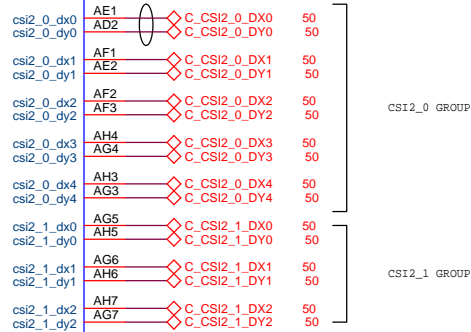 csi2_0_dx0 AE1 C_CSI2_0_DX0 50
csi2_0_dy0 AD2 C_CSI2_0_DY0 50
csi2_0_dx1 AF1 C_CSI2_0_DX1 50
csi2_0_dy1 AE2 C_CSI2_0_DY1 50
csi2_0_dx2 AF2 C_CSI2_0_DX2 50
csi2_0_dy2 AF3 C_CSI2_0_DY2 50
CSI2_0 GROUP
csi2_0_dx3 AH4 C_CSI2_0_DX3 50
csi2_0_dy3 AG4 C_CSI2_0_DY3 50
csi2_0_dx4 AH3 C_CSI2_0_DX4 50
csi2_0_dy4 AG3 C_CSI2_0_DY4 50
csi2_1_dx0 AG5 C_CSI2_1_DX0 50
csi2_1_dy0 AH5 C_CSI2_1_DY0 50
csi2_1_dx1 AG6 C_CSI2_1_DX1 50
csi2_1_dy1 AH6 C_CSI2_1_DY1 50
CSI2_1 GROUP
csi2_1_dx2 AH7 C_CSI2_1_DX2 50
csi2_1_dy2 AG7 C_CSI2_1_DY2 50